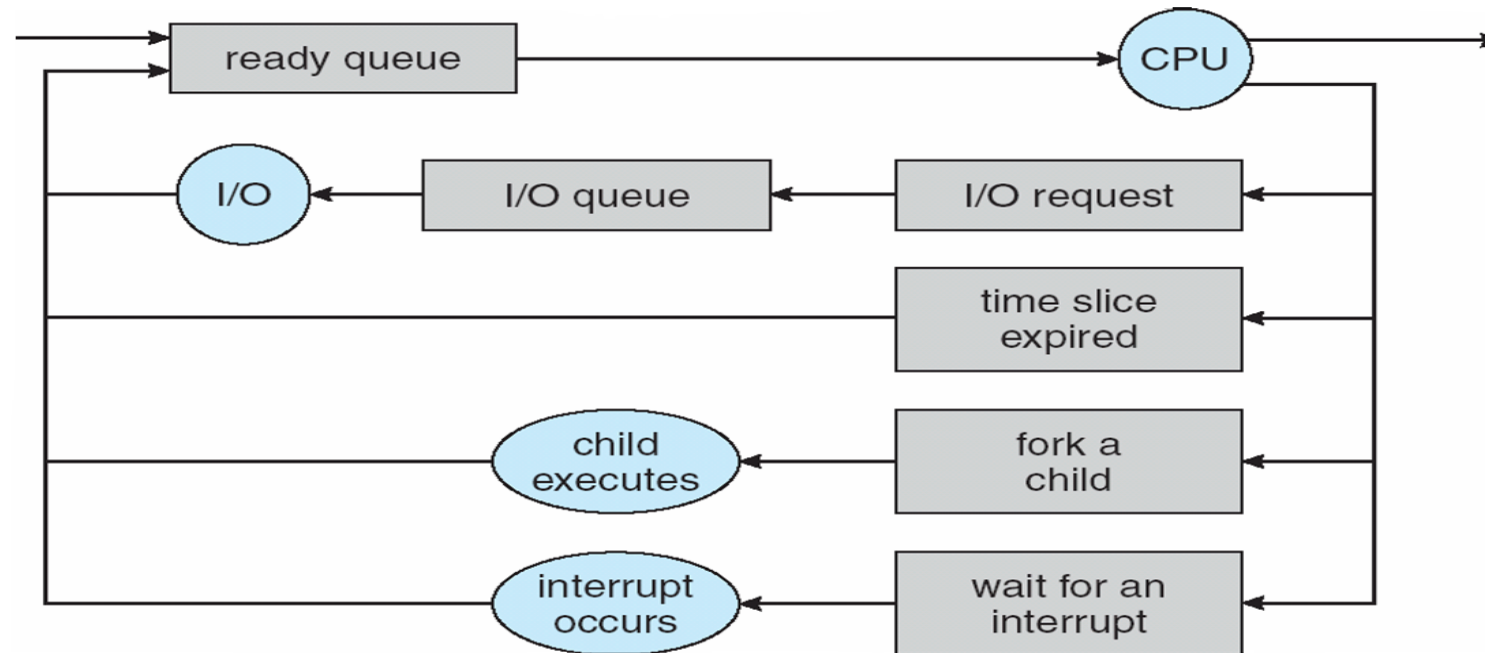 ready queue
CPU
I/O
I/O queue
I/O request
time slice
expired
child
executes
fork a
child
interrupt
occurs
wait for an
interrupt